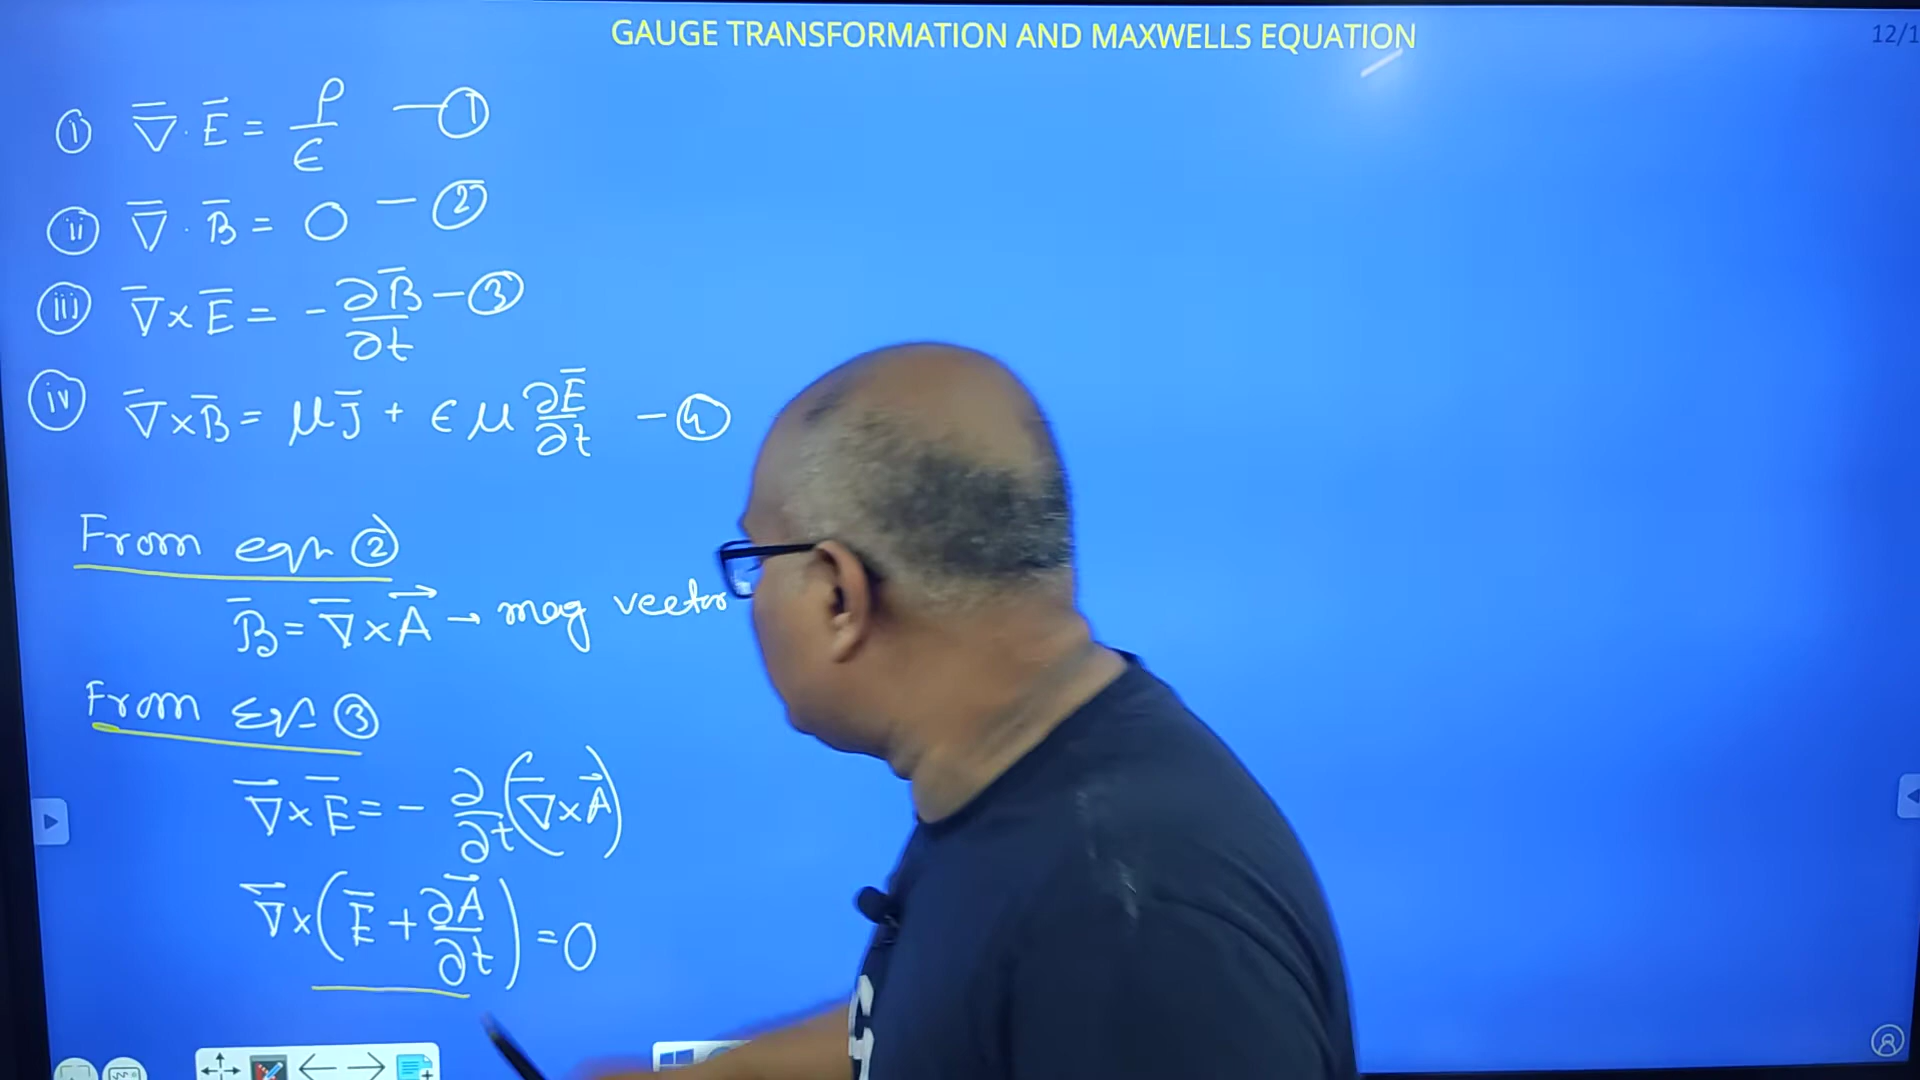 GAUGE TRANSFORMATION AND MAXWELLS EQUATION
12/1
(i) ∇̅·E̅ = ρ/ϵ —①
(ii) ∇̅·B̅ = 0 —②
(iii) ∇̅×E̅ = -∂B̅/∂t —③
(iv) ∇̅×B̅ = μJ̅ + ϵμ ∂E̅/∂t —④
From eqn ②
B̅ = ∇̅×A⃗ → mag vector
From Eqn ③
∇̅×E̅ = - ∂/∂t (∇̅×A⃗)
∇̅×(E̅ + ∂A⃗/∂t) = 0